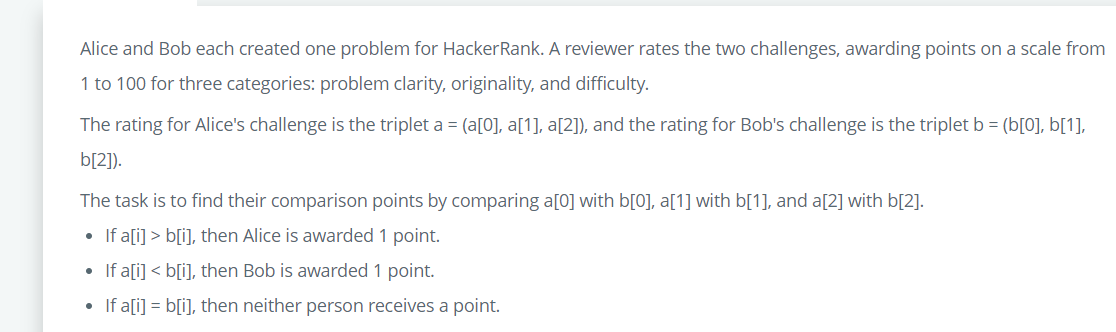 Alice and Bob each created one problem for HackerRank. A reviewer rates the two challenges, awarding points on a scale from
1 to 100 for three categories: problem clarity, originality, and difficulty.
The rating for Alice's challenge is the triplet a = (a[0], a[1], a[2]), and the rating for Bob's challenge is the triplet b = (b[0], b[1],
b[2]).
The task is to find their comparison points by comparing a[0] with b[0], a[1] with b[1], and a[2] with b[2].
• If a[i] > b[i], then Alice is awarded 1 point.
• If a[i] < b[i], then Bob is awarded 1 point.
• If a[i] = b[i], then neither person receives a point.